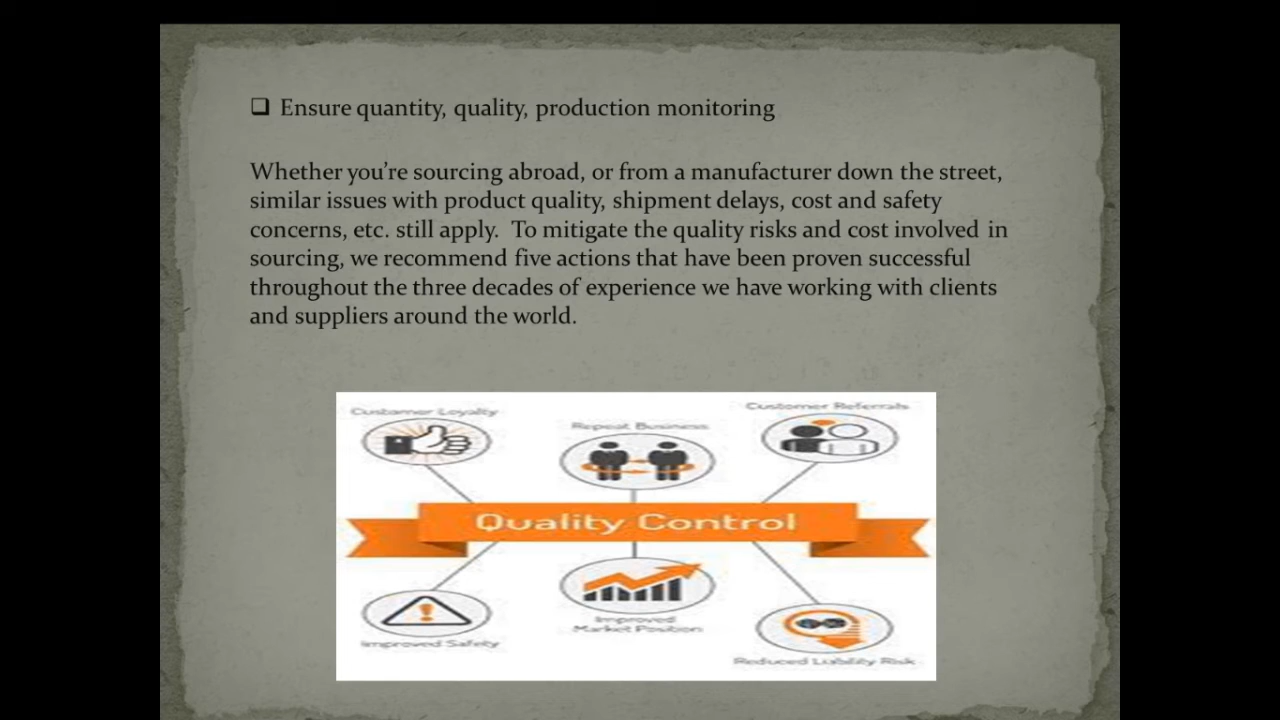 Ensure quantity, quality, production monitoring
Whether you’re sourcing abroad, or from a manufacturer down the street,
similar issues with product quality, shipment delays, cost and safety
concerns, etc. still apply.  To mitigate the quality risks and cost involved in
sourcing, we recommend five actions that have been proven successful
throughout the three decades of experience we have working with clients
and suppliers around the world.
Customer Loyalty
Repeat Business
Customer Referrals
Quality Control
Improved Safety
Improved
Market Position
Reduced Liability Risk